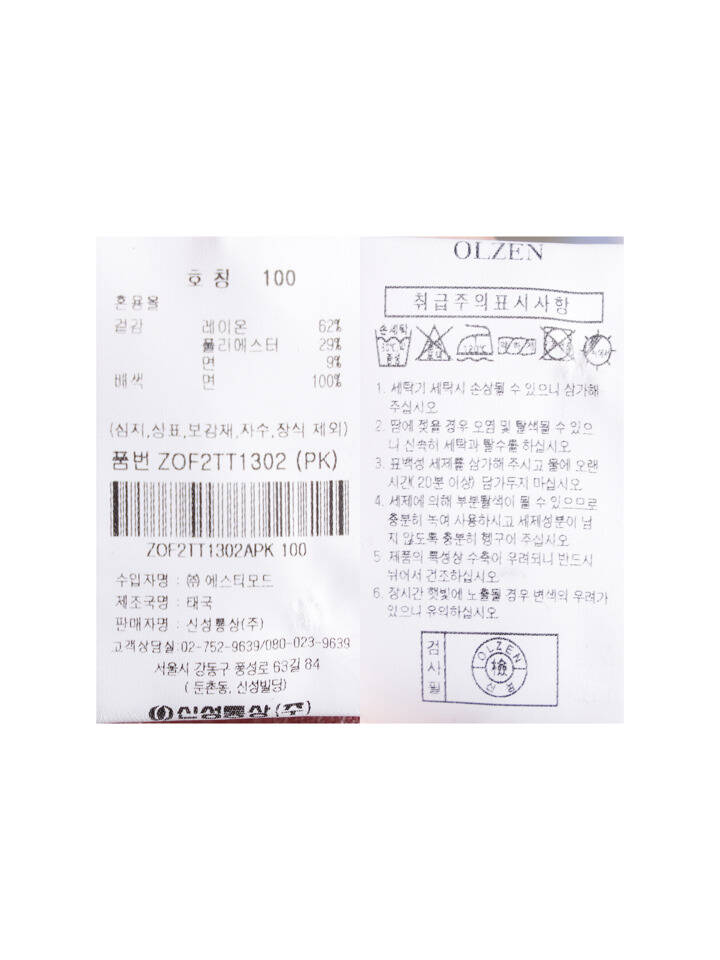 호칭 100
혼용율
겉감 레이온 62%
폴리에스터 29%
면 9%
배색 면 100%
(심지,싱표,보강재,자수,장식 제외)
품번 ZOF2TT1302 (PK)
ZOF2TT1302APK 100
수입자명 : ㈜ 에스티모드
제조국명 : 태국
판매자명 : 신성통상(주)
고객상담실:02-752-9639/080-023-9639
서울시 강동구 풍성로 63길 84
( 둔촌동, 신성빌딩)
신성통상(주)
OLZEN
취급주의표시사항
손세탁
30℃
중성
120℃
1. 세탁기 세탁시 손상될 수 있으니 삼가해
주십시오.
2. 땀에 젖을 경우 오염 및 탈색될 수 있으
니 신속히 세탁과 탈수를 하십시오.
3. 표백성 세제를 삼가해 주시고 물에 오랜
시간(20분 이상) 담가두지 마십시오.
4. 세제에 의해 부분탈색이 될 수 있으므로
충분히 녹여 사용하시고 세제성분이 남
지 않도록 충분히 헹구어 주십시오.
5. 제품의 특성상 수축이 우려되니 반드시
뉘어서 건조하십시오.
6. 장시간 햇빛에 노출될 경우 변색의 우려가
있으니 유의하십시오.
검사필
OLZEN
檢